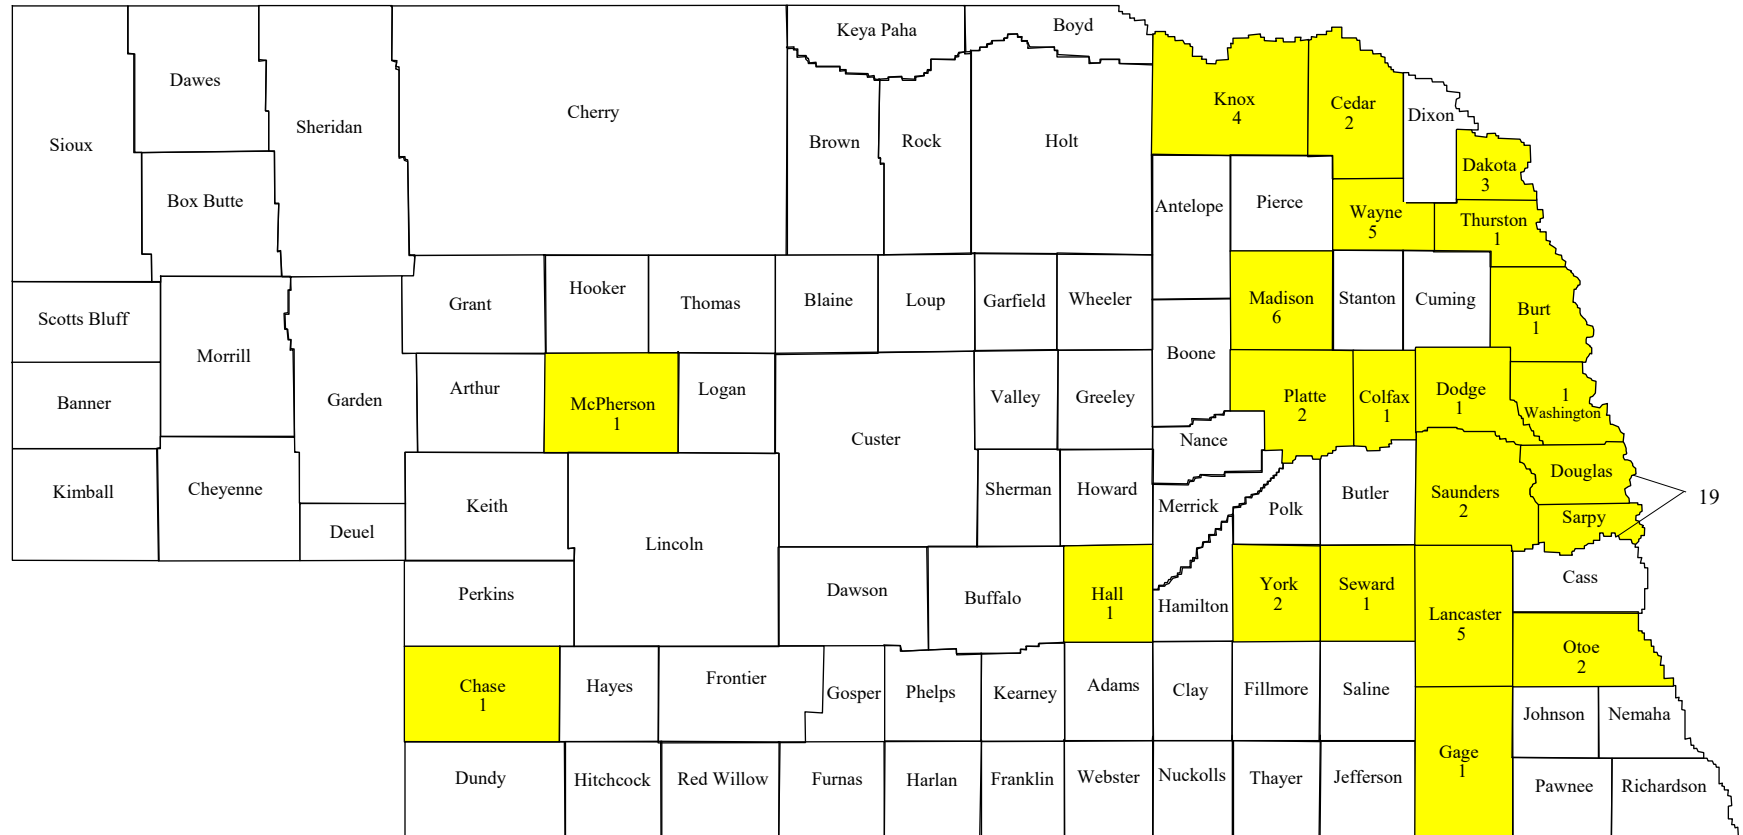 Keya Paha
Boyd
Dawes
Sheridan
Sioux
Box Butte
Cherry
Brown
Rock
Holt
Knox
4
Cedar
2
Dixon
Dakota
3
Antelope
Pierce
Wayne
5
Thurston
1
Scotts Bluff
Morrill
Garden
Grant
Hooker
Thomas
Blaine
Loup
Garfield
Wheeler
Boone
Madison
6
Stanton
Cuming
Burt
1
Banner
Arthur
McPherson
1
Logan
Custer
Valley
Greeley
Nance
Platte
2
Colfax
1
Dodge
1
1
Washington
Kimball
Cheyenne
Deuel
Keith
Lincoln
Sherman
Howard
Merrick
Polk
Butler
Saunders
2
Douglas
Sarpy
19
Perkins
Dawson
Buffalo
Hall
1
Hamilton
York
2
Seward
1
Lancaster
5
Cass
Otoe
2
Chase
1
Hayes
Frontier
Gosper
Phelps
Kearney
Adams
Clay
Fillmore
Saline
Johnson
Nemaha
Dundy
Hitchcock
Red Willow
Furnas
Harlan
Franklin
Webster
Nuckolls
Thayer
Jefferson
Gage
1
Pawnee
Richardson